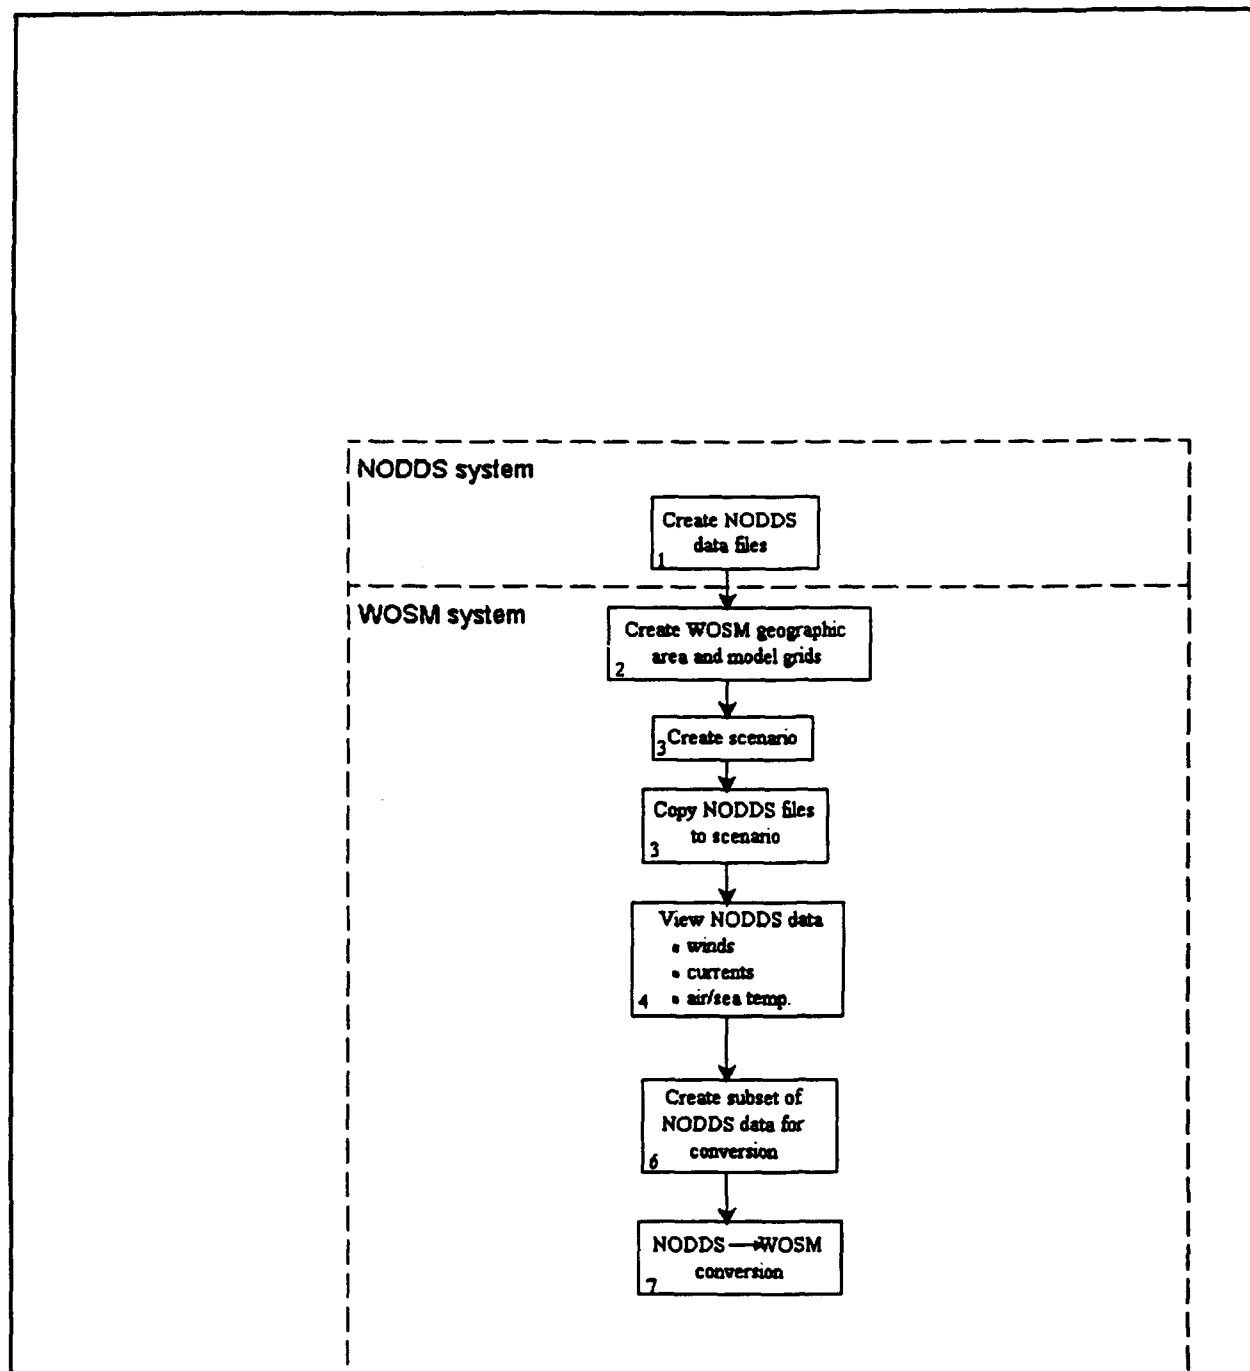 NODDS system
Create NODDS
data files
1
WOSM system
Create WOSM geographic
area and model grids
2
3 Create scenario
Copy NODDS files
to scenario
3
View NODDS data
• winds
• currents
4 • air/sea temp.
Create subset of
NODDS data for
conversion
6
NODDS → WOSM
conversion
7